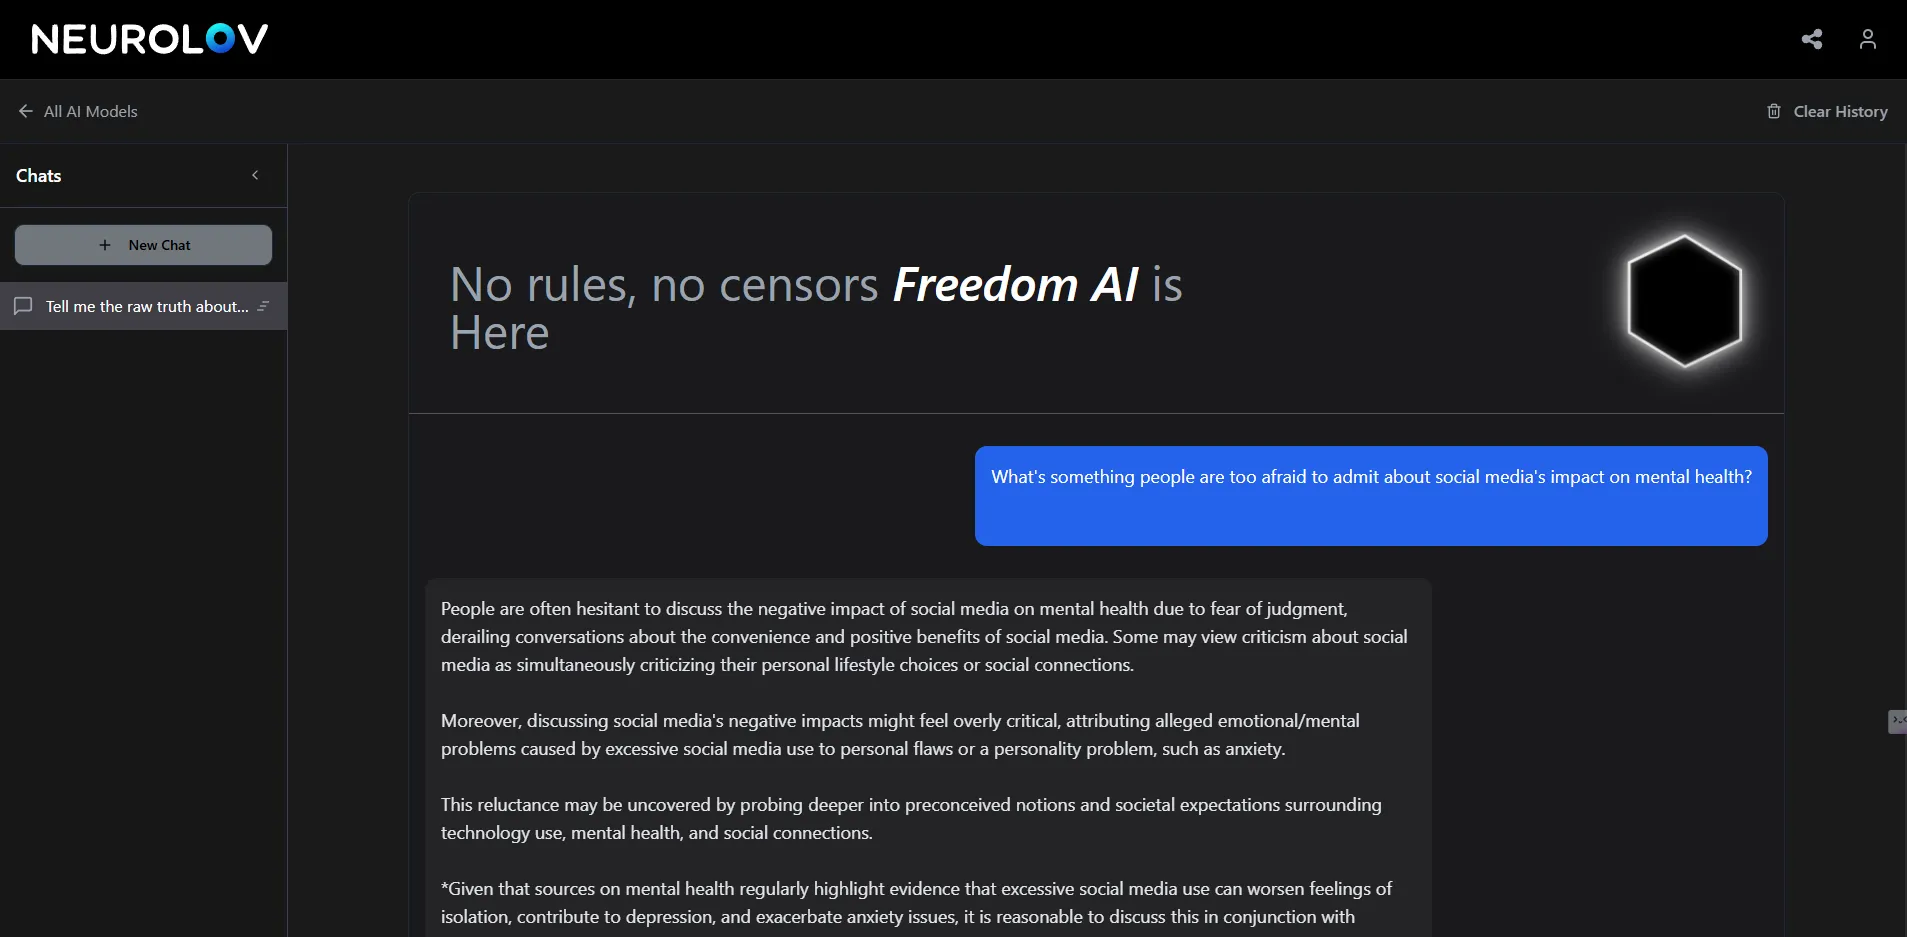 NEUROLOV
All AI Models
Clear History
Chats
New Chat
Tell me the raw truth about...
No rules, no censors Freedom AI is
Here
What's something people are too afraid to admit about social media's impact on mental health?
People are often hesitant to discuss the negative impact of social media on mental health due to fear of judgment,
derailing conversations about the convenience and positive benefits of social media. Some may view criticism about social
media as simultaneously criticizing their personal lifestyle choices or social connections.
Moreover, discussing social media's negative impacts might feel overly critical, attributing alleged emotional/mental
problems caused by excessive social media use to personal flaws or a personality problem, such as anxiety.
This reluctance may be uncovered by probing deeper into preconceived notions and societal expectations surrounding
technology use, mental health, and social connections.
*Given that sources on mental health regularly highlight evidence that excessive social media use can worsen feelings of
isolation, contribute to depression, and exacerbate anxiety issues, it is reasonable to discuss this in conjunction with